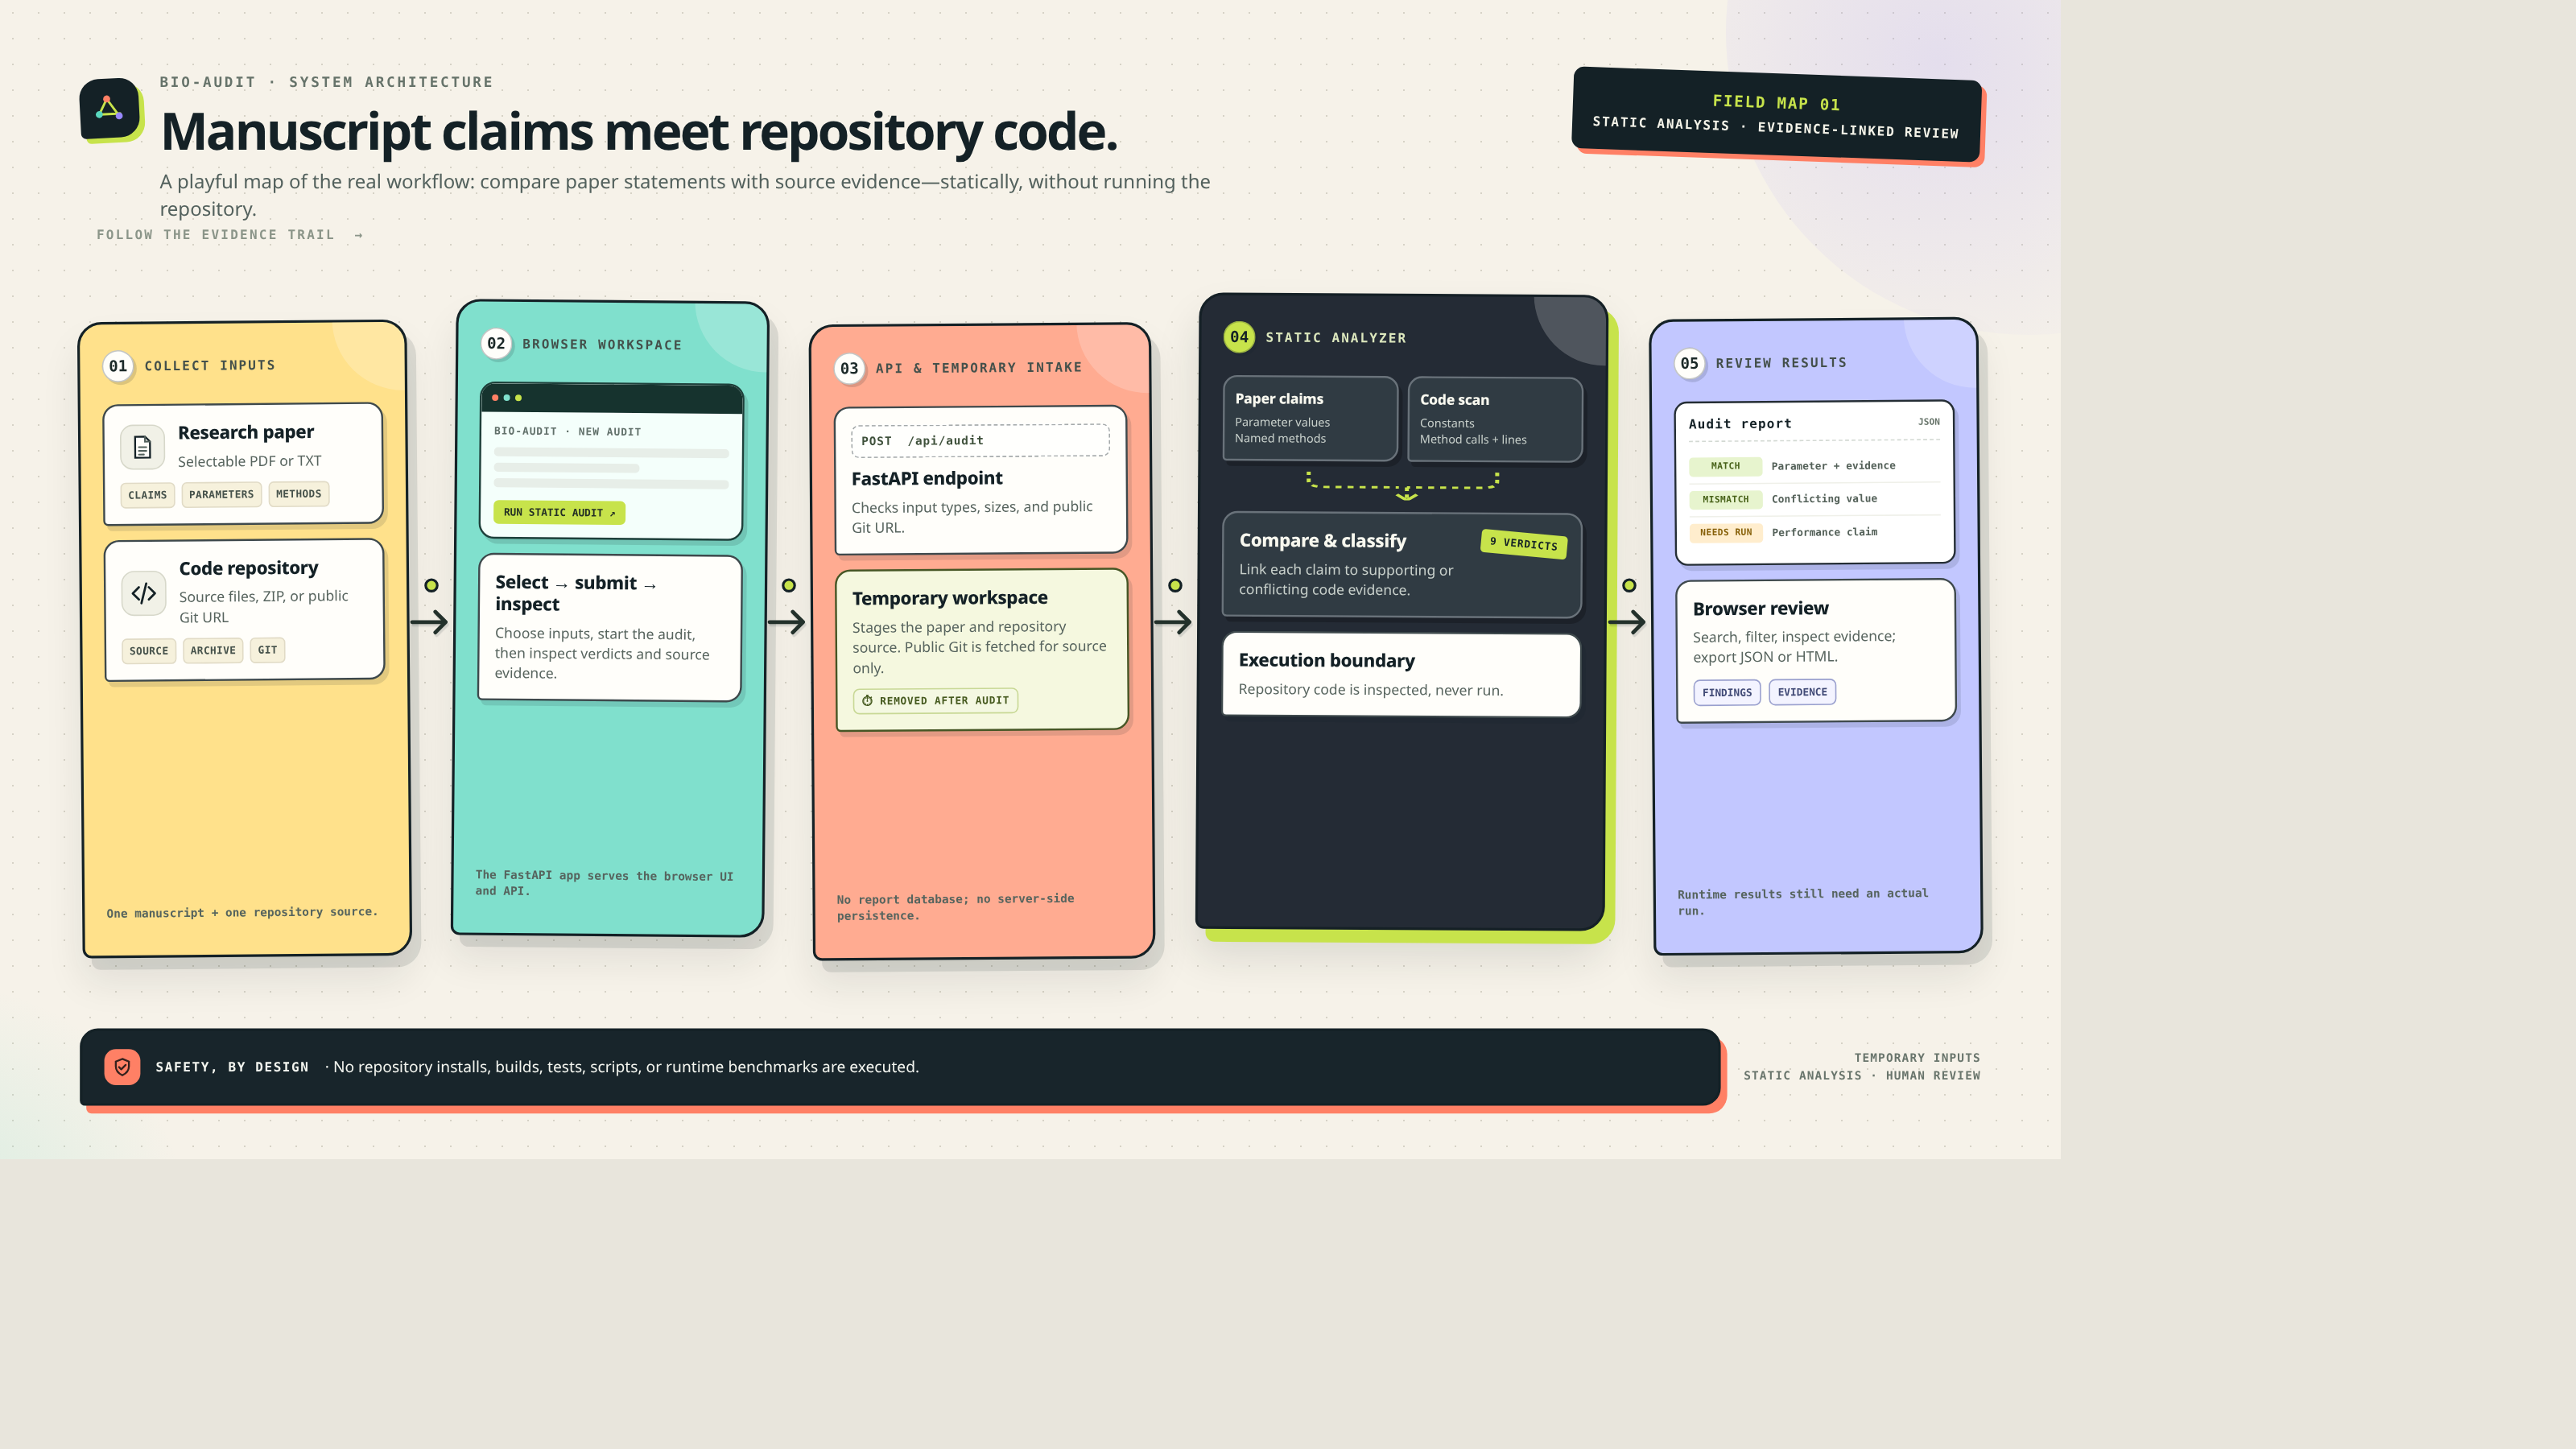 BIO-AUDIT · SYSTEM ARCHITECTURE
Manuscript claims meet repository code.
A playful map of the real workflow: compare paper statements with source evidence—statically, without running the
repository.
FOLLOW THE EVIDENCE TRAIL →
FIELD MAP 01
STATIC ANALYSIS · EVIDENCE-LINKED REVIEW
01 COLLECT INPUTS
Research paper
Selectable PDF or TXT
CLAIMS PARAMETERS METHODS
Code repository
Source files, ZIP, or public
Git URL
SOURCE ARCHIVE GIT
One manuscript + one repository source.
02 BROWSER WORKSPACE
BIO-AUDIT · NEW AUDIT
RUN STATIC AUDIT ↗
Select → submit →
inspect
Choose inputs, start the audit,
then inspect verdicts and source
evidence.
The FastAPI app serves the browser UI
and API.
03 API & TEMPORARY INTAKE
POST /api/audit
FastAPI endpoint
Checks input types, sizes, and public
Git URL.
Temporary workspace
Stages the paper and repository
source. Public Git is fetched for source
only.
⏱ REMOVED AFTER AUDIT
No report database; no server-side
persistence.
04 STATIC ANALYZER
Paper claims
Parameter values
Named methods
Code scan
Constants
Method calls + lines
Compare & classify
9 VERDICTS
Link each claim to supporting or
conflicting code evidence.
Execution boundary
Repository code is inspected, never run.
05 REVIEW RESULTS
Audit report JSON
MATCH Parameter + evidence
MISMATCH Conflicting value
NEEDS RUN Performance claim
Browser review
Search, filter, inspect evidence;
export JSON or HTML.
FINDINGS EVIDENCE
Runtime results still need an actual
run.
SAFETY, BY DESIGN · No repository installs, builds, tests, scripts, or runtime benchmarks are executed.
TEMPORARY INPUTS
STATIC ANALYSIS · HUMAN REVIEW